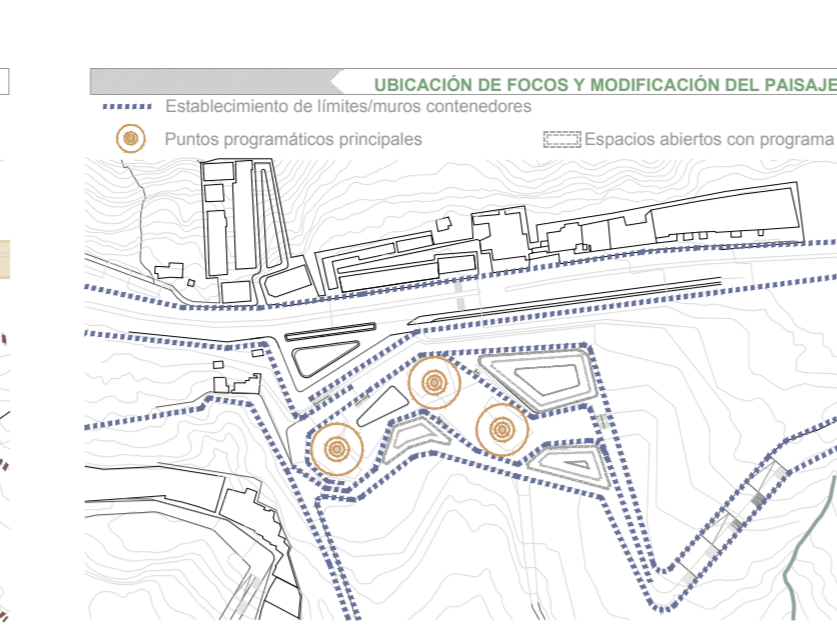 UBICACIÓN DE FOCOS Y MODIFICACIÓN DEL PAISAJE
Establecimiento de límites/muros contenedores
Puntos programáticos principales
Espacios abiertos con programa